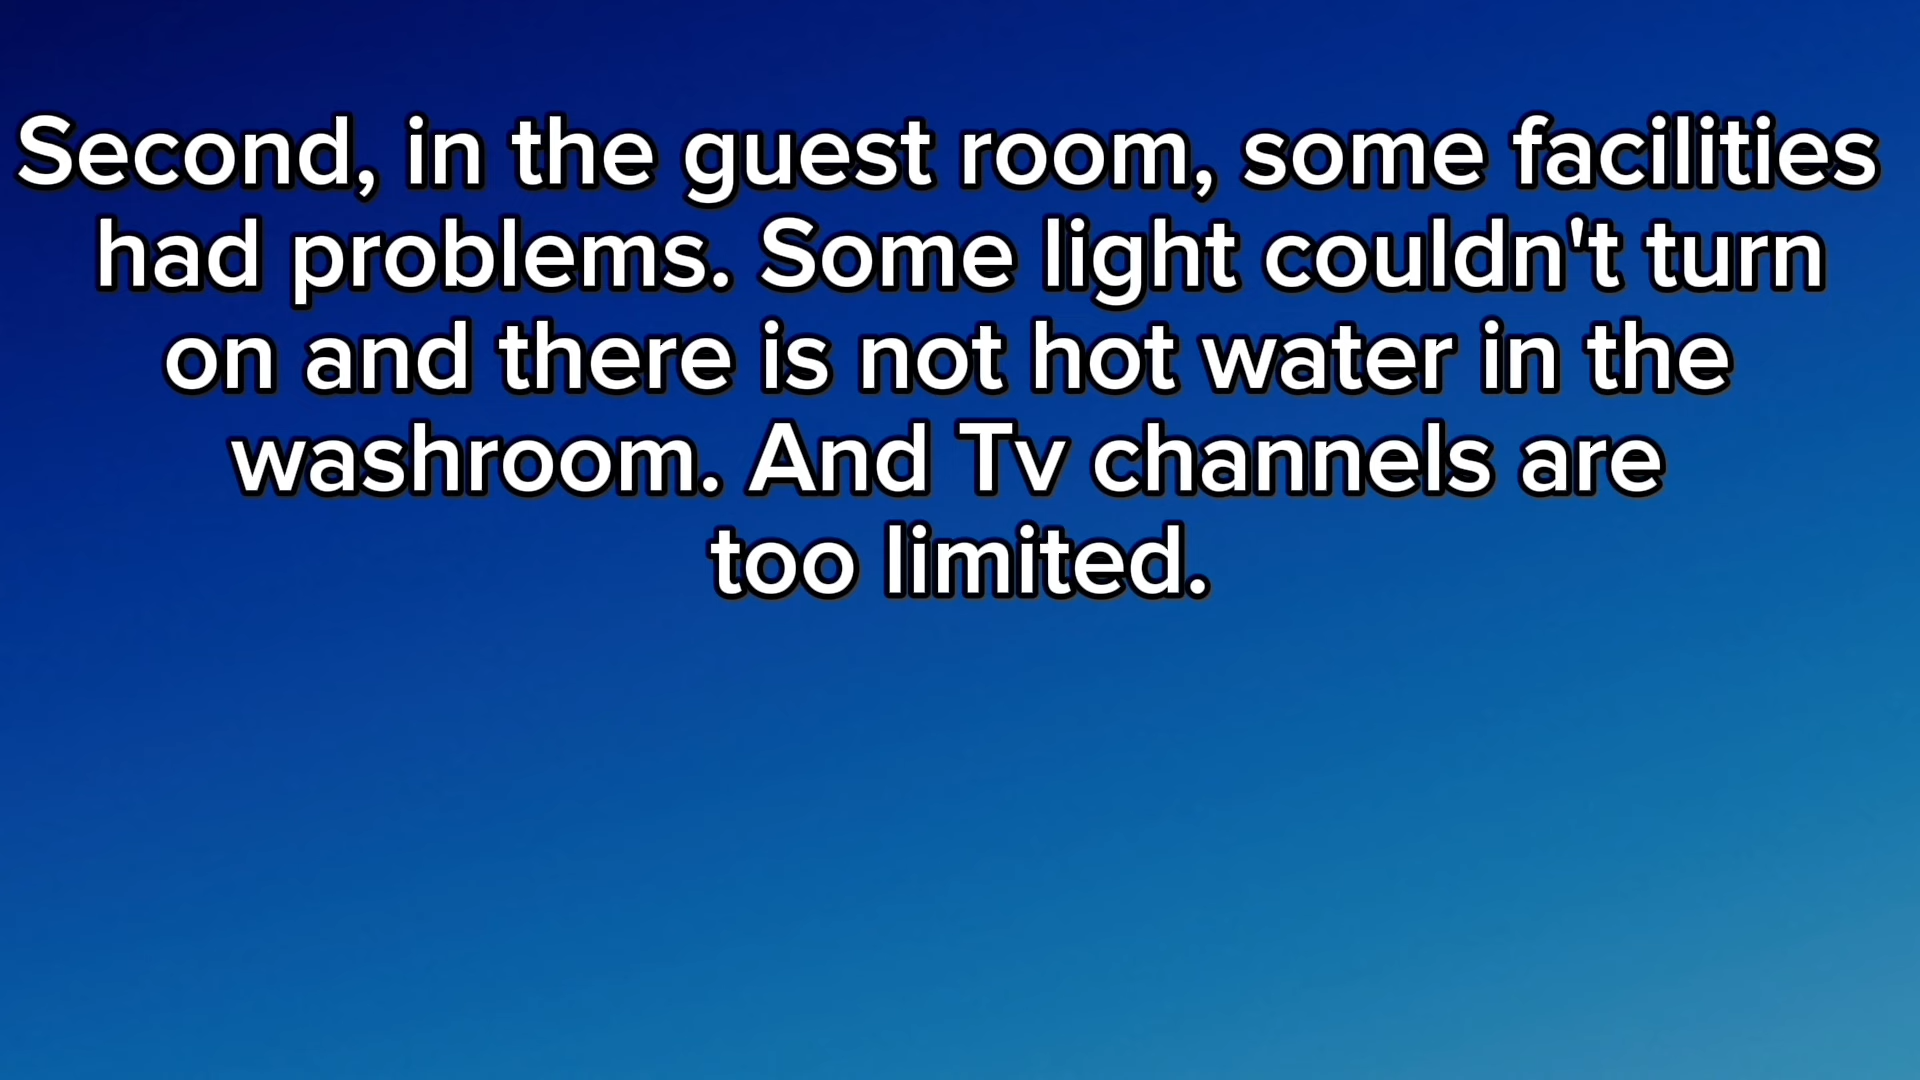 Second, in the guest room, some facilities
had problems. Some light couldn't turn
on and there is not hot water in the
washroom. And Tv channels are
too limited.